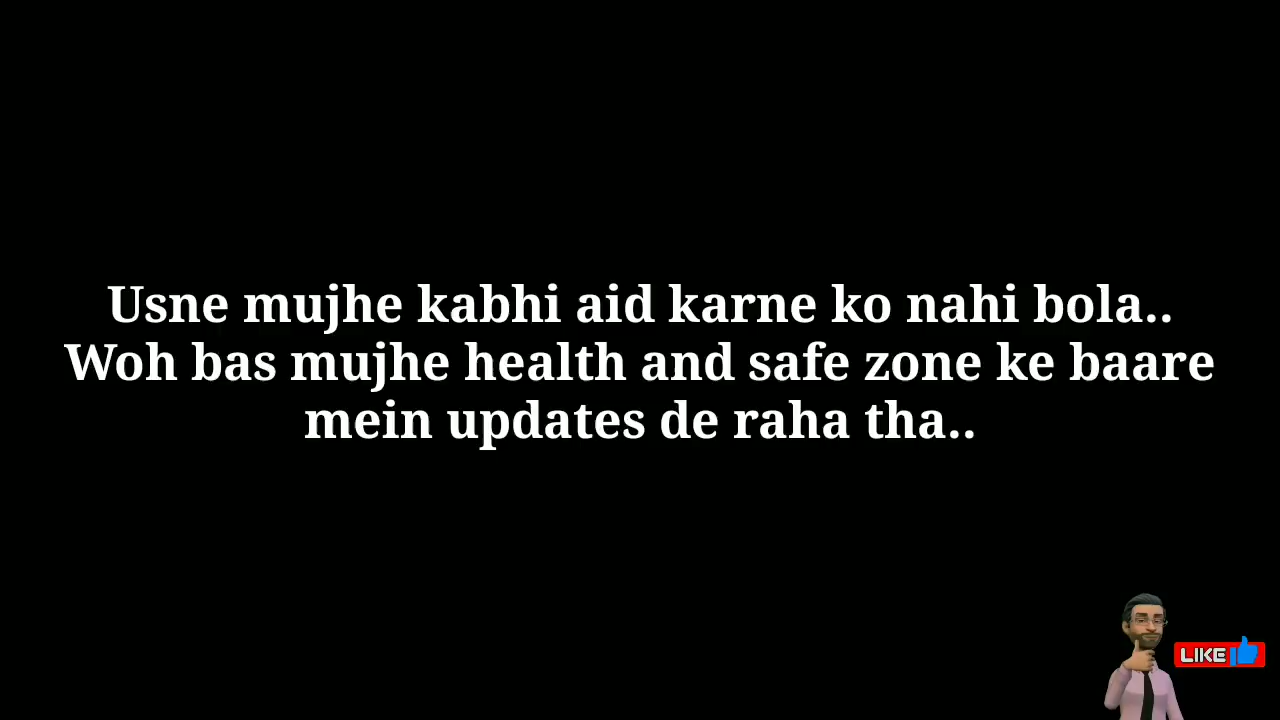 Usne mujhe kabhi aid karne ko nahi bola..
Woh bas mujhe health and safe zone ke baare
mein updates de raha tha..
LIKE